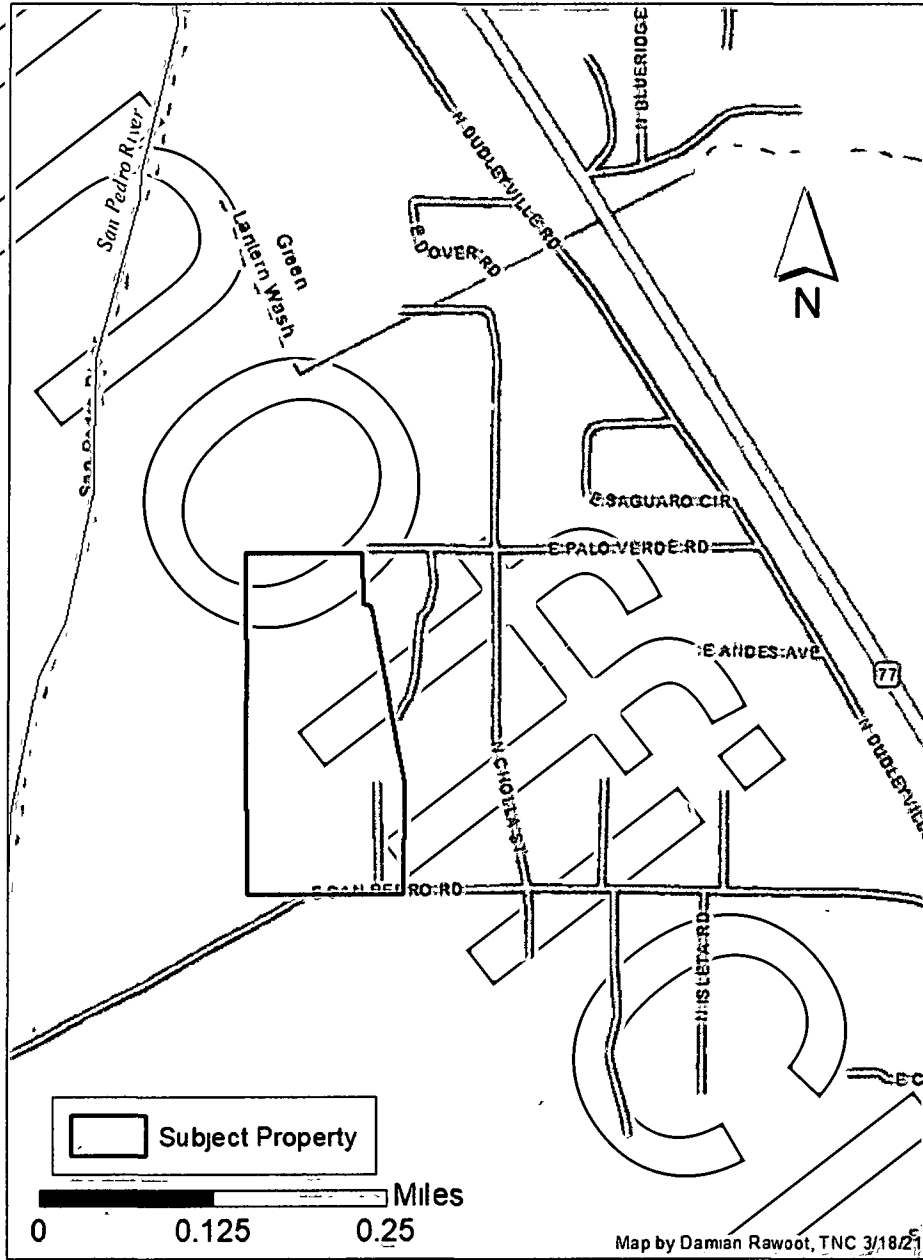 N BLUERIDGE
San Pedro River
N DUDLEYVILLE RD
Green
Lantern Wash
E DOVER RD
N
E SAGUARO CIR
E PALO VERDE RD
E ANDES AVE
77
N DUDLEYVILL
N CHOLLA ST
E SAN PEDRO RD
N ISLETA RD
E C
Subject Property
Miles
0 0.125 0.25
Map by Damian Rawoot, TNC 3/18/21